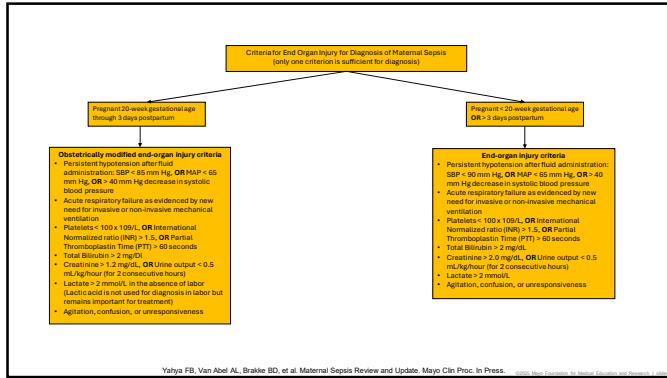 Criteria for End Organ Injury for Diagnosis of Maternal Sepsis
(only one criterion is sufficient for diagnosis)
Pregnant 20-week gestational age
through 3 days postpartum
Pregnant < 20-week gestational age
OR > 3 days postpartum
Obstetrically modified end-organ injury criteria
• Persistent hypotension after fluid
administration: SBP < 85 mm Hg, OR MAP < 65
mm Hg, OR > 40 mm Hg decrease in systolic
blood pressure
• Acute respiratory failure as evidenced by new
need for invasive or non-invasive mechanical
ventilation
• Platelets < 100 x 109/L, OR International
Normalized ratio (INR) > 1.5, OR Partial
Thromboplastin Time (PTT) > 60 seconds
• Total Bilirubin > 2 mg/Dl
• Creatinine > 1.2 mg/dL, OR Urine output < 0.5
mL/kg/hour (for 2 consecutive hours)
• Lactate > 2 mmol/L in the absence of labor
(Lactic acid is not used for diagnosis in labor but
remains important for treatment)
• Agitation, confusion, or unresponsiveness
End-organ injury criteria
• Persistent hypotension after fluid administration:
SBP < 90 mm Hg, OR MAP < 65 mm Hg, OR > 40
mm Hg decrease in systolic blood pressure
• Acute respiratory failure as evidenced by new
need for invasive or non-invasive mechanical
ventilation
• Platelets < 100 x 109/L, OR International
Normalized ratio (INR) > 1.5, OR Partial
Thromboplastin Time (PTT) > 60 seconds
• Total Bilirubin > 2 mg/dL
• Creatinine > 2.0 mg/dL, OR Urine output < 0.5
mL/kg/hour (for 2 consecutive hours)
• Lactate > 2 mmol/L
• Agitation, confusion, or unresponsiveness
Yahya FB, Van Abel AL, Brakke BD, et al. Maternal Sepsis Review and Update. Mayo Clin Proc. In Press.
©2025 Mayo Foundation for Medical Education and Research | slide